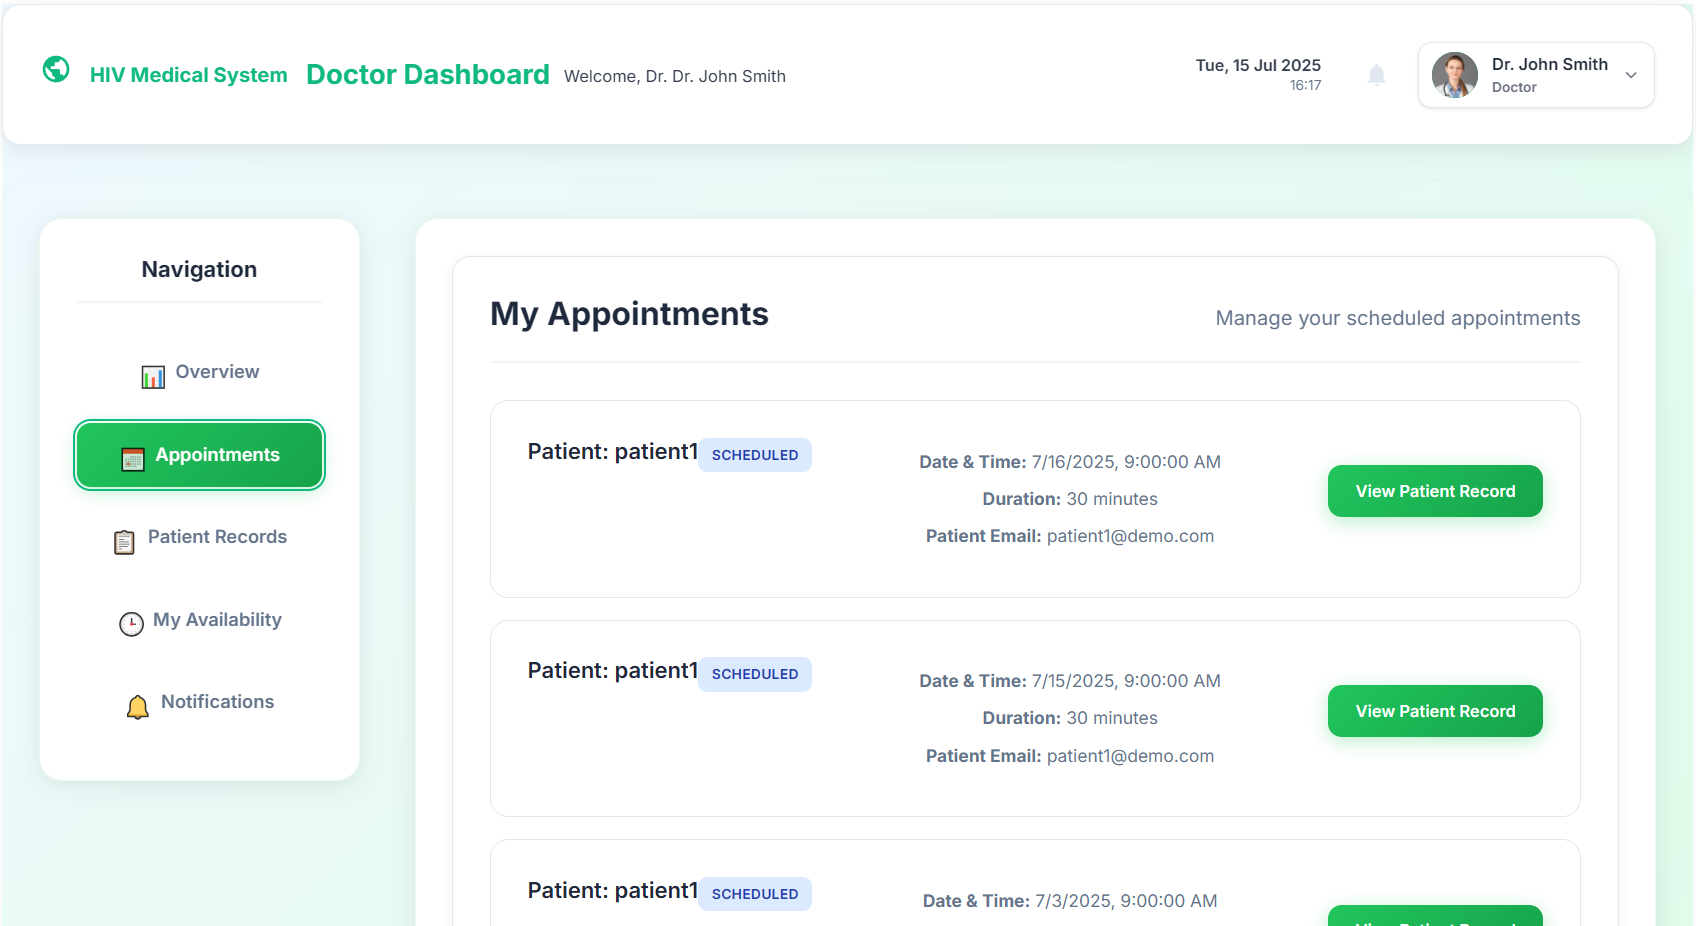 HIV Medical System Doctor Dashboard Welcome, Dr. Dr. John Smith
Tue, 15 Jul 2025
16:17
Dr. John Smith
Doctor
Navigation
Overview
Appointments
Patient Records
My Availability
Notifications
My Appointments
Manage your scheduled appointments
Patient: patient1 SCHEDULED
Date & Time: 7/16/2025, 9:00:00 AM
Duration: 30 minutes
Patient Email: patient1@demo.com
View Patient Record
Patient: patient1 SCHEDULED
Date & Time: 7/15/2025, 9:00:00 AM
Duration: 30 minutes
Patient Email: patient1@demo.com
View Patient Record
Patient: patient1 SCHEDULED
Date & Time: 7/3/2025, 9:00:00 AM
View Patient Record